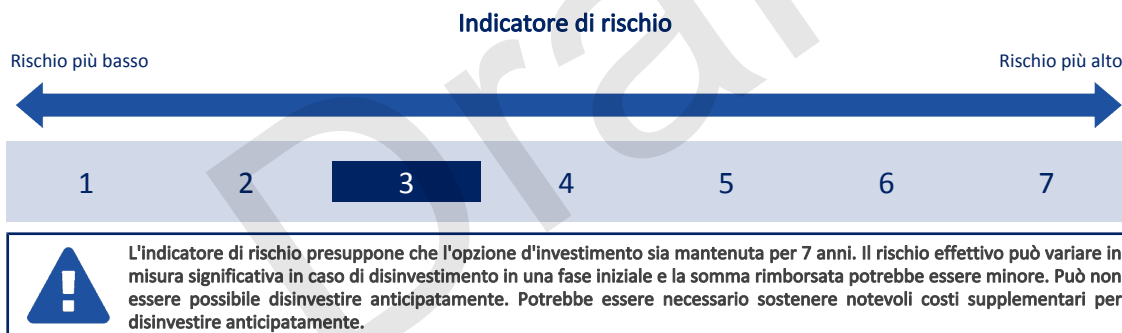 Indicatore di rischio
Rischio più basso
Rischio più alto
1 2 3 4 5 6 7
L'indicatore di rischio presuppone che l'opzione d'investimento sia mantenuta per 7 anni. Il rischio effettivo può variare in
misura significativa in caso di disinvestimento in una fase iniziale e la somma rimborsata potrebbe essere minore. Può non
essere possibile disinvestire anticipatamente. Potrebbe essere necessario sostenere notevoli costi supplementari per
disinvestire anticipatamente.